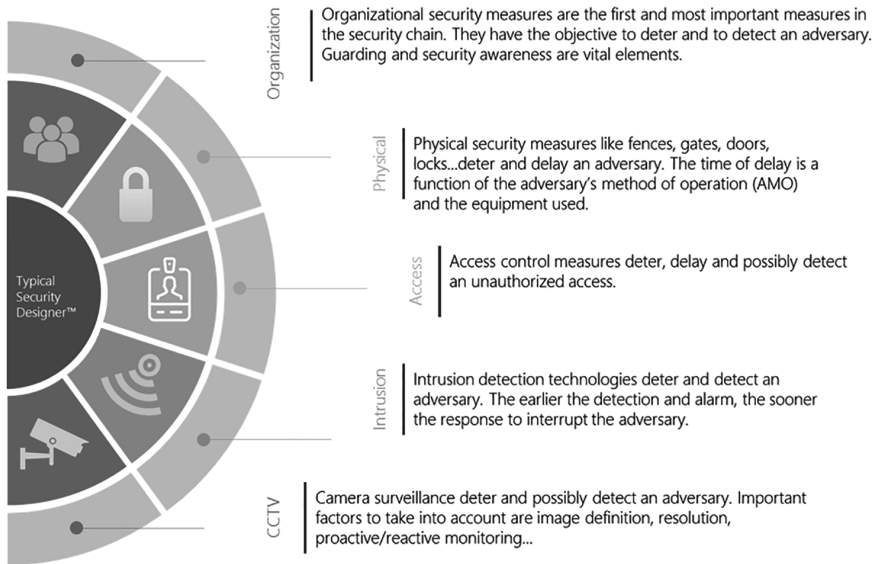 Organization
Organizational security measures are the first and most important measures in
the security chain. They have the objective to deter and to detect an adversary.
Guarding and security awareness are vital elements.
Physical
Physical security measures like fences, gates, doors,
locks...deter and delay an adversary. The time of delay is a
function of the adversary's method of operation (AMO)
and the equipment used.
Typical
Security
Designer™
Access
Access control measures deter, delay and possibly detect
an unauthorized access.
Intrusion
Intrusion detection technologies deter and detect an
adversary. The earlier the detection and alarm, the sooner
the response to interrupt the adversary.
CCTV
Camera surveillance deter and possibly detect an adversary. Important
factors to take into account are image definition, resolution,
proactive/reactive monitoring...